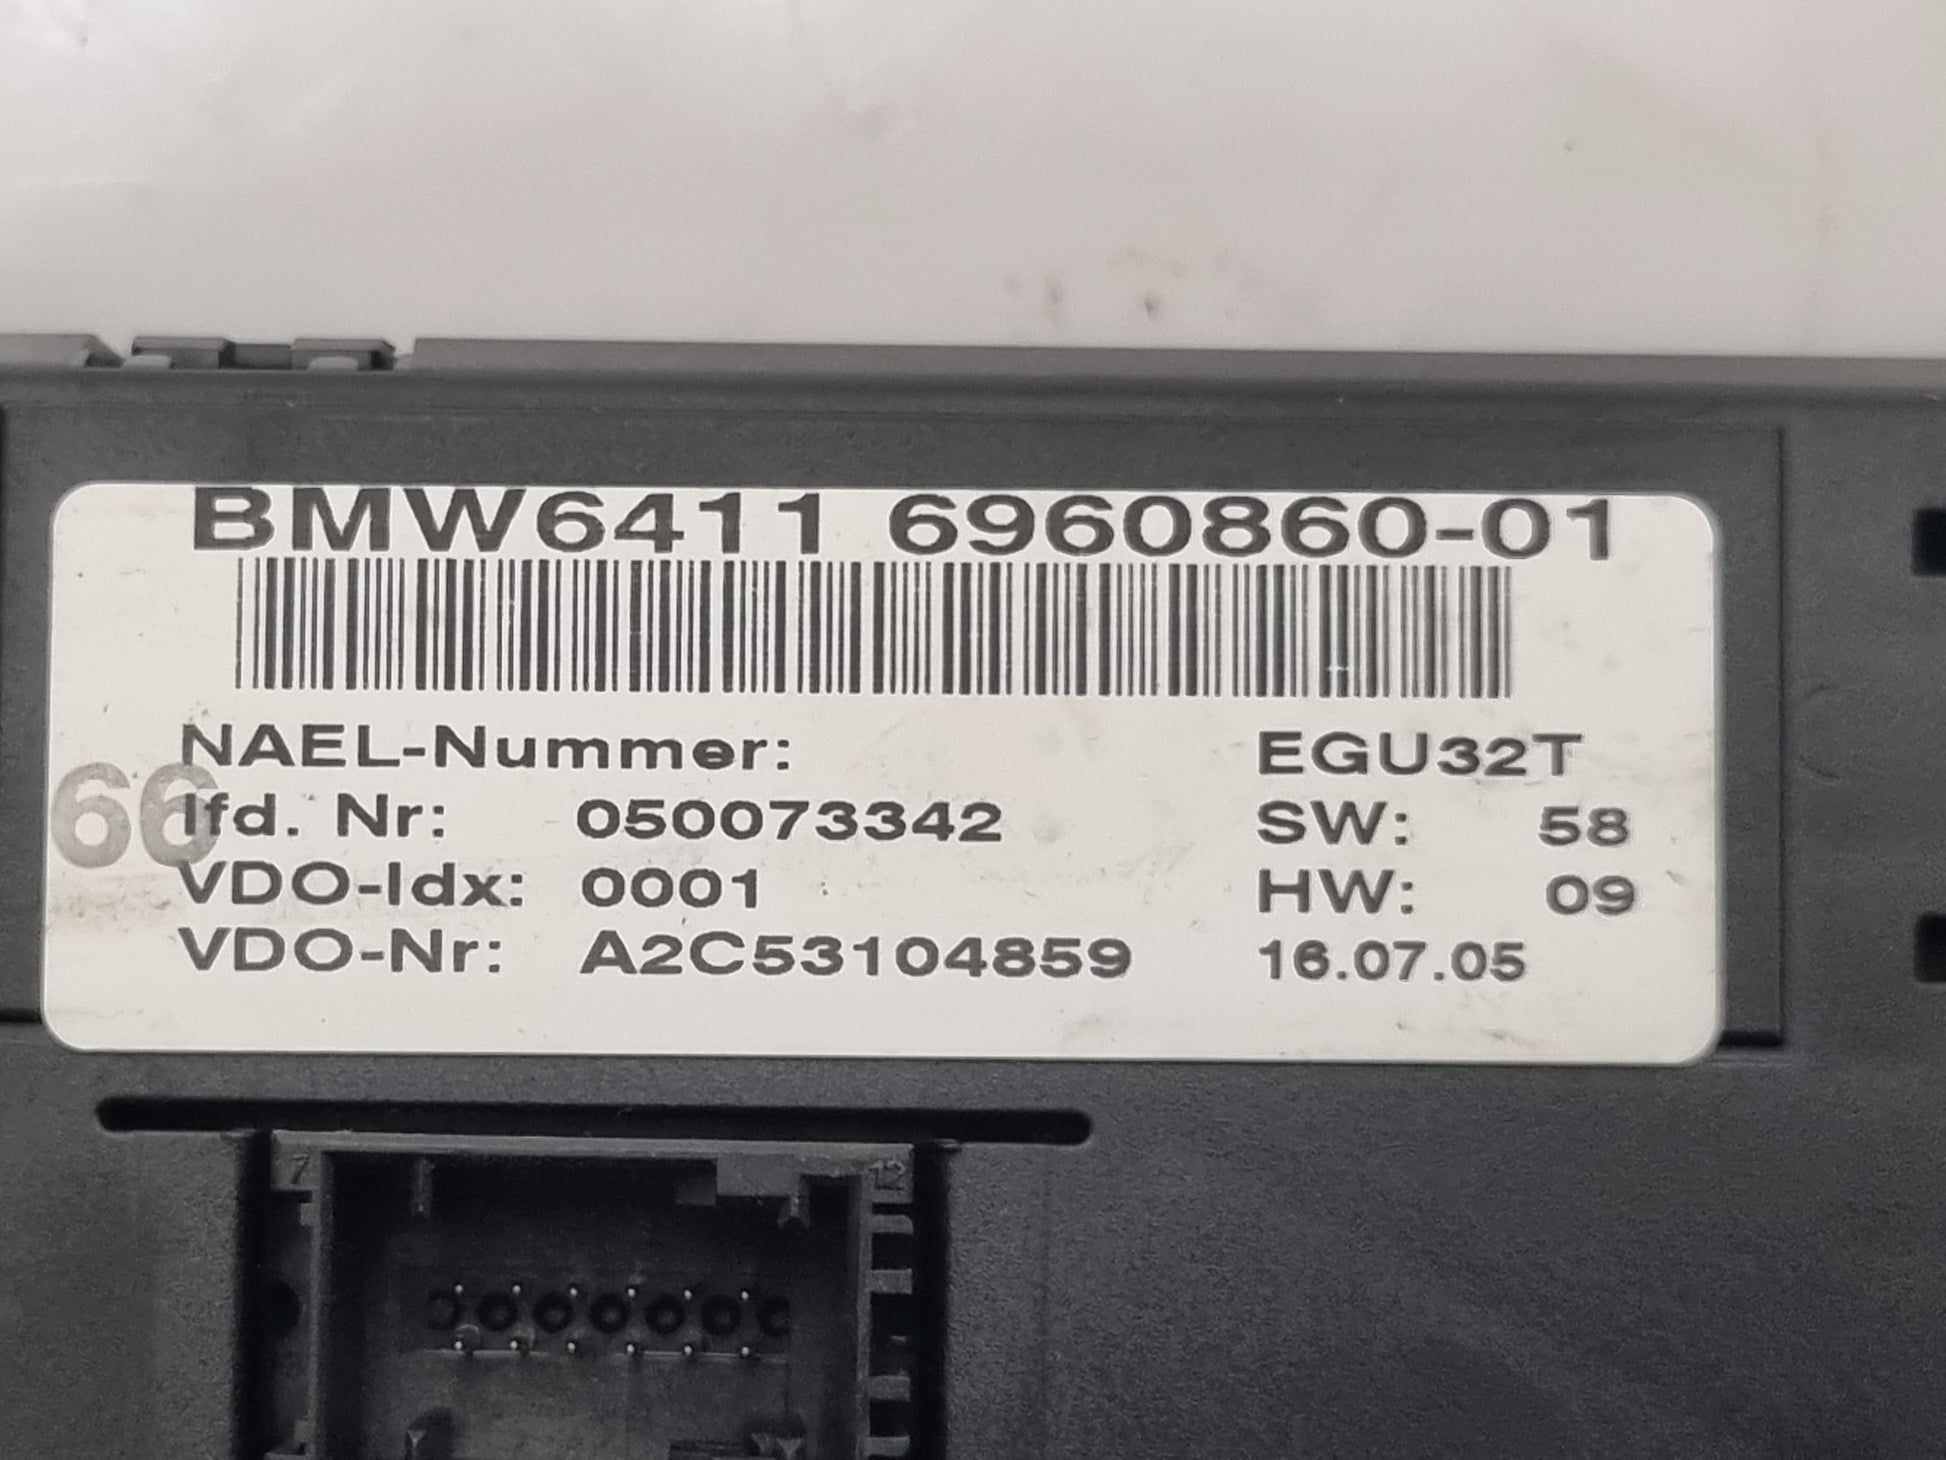 BMW6411 6960860-01
NAEL-Nummer: EGU32T
66
lfd. Nr: 050073342 SW: 58
VDO-Idx: 0001 HW: 09
VDO-Nr: A2C53104859 16.07.05
7 12